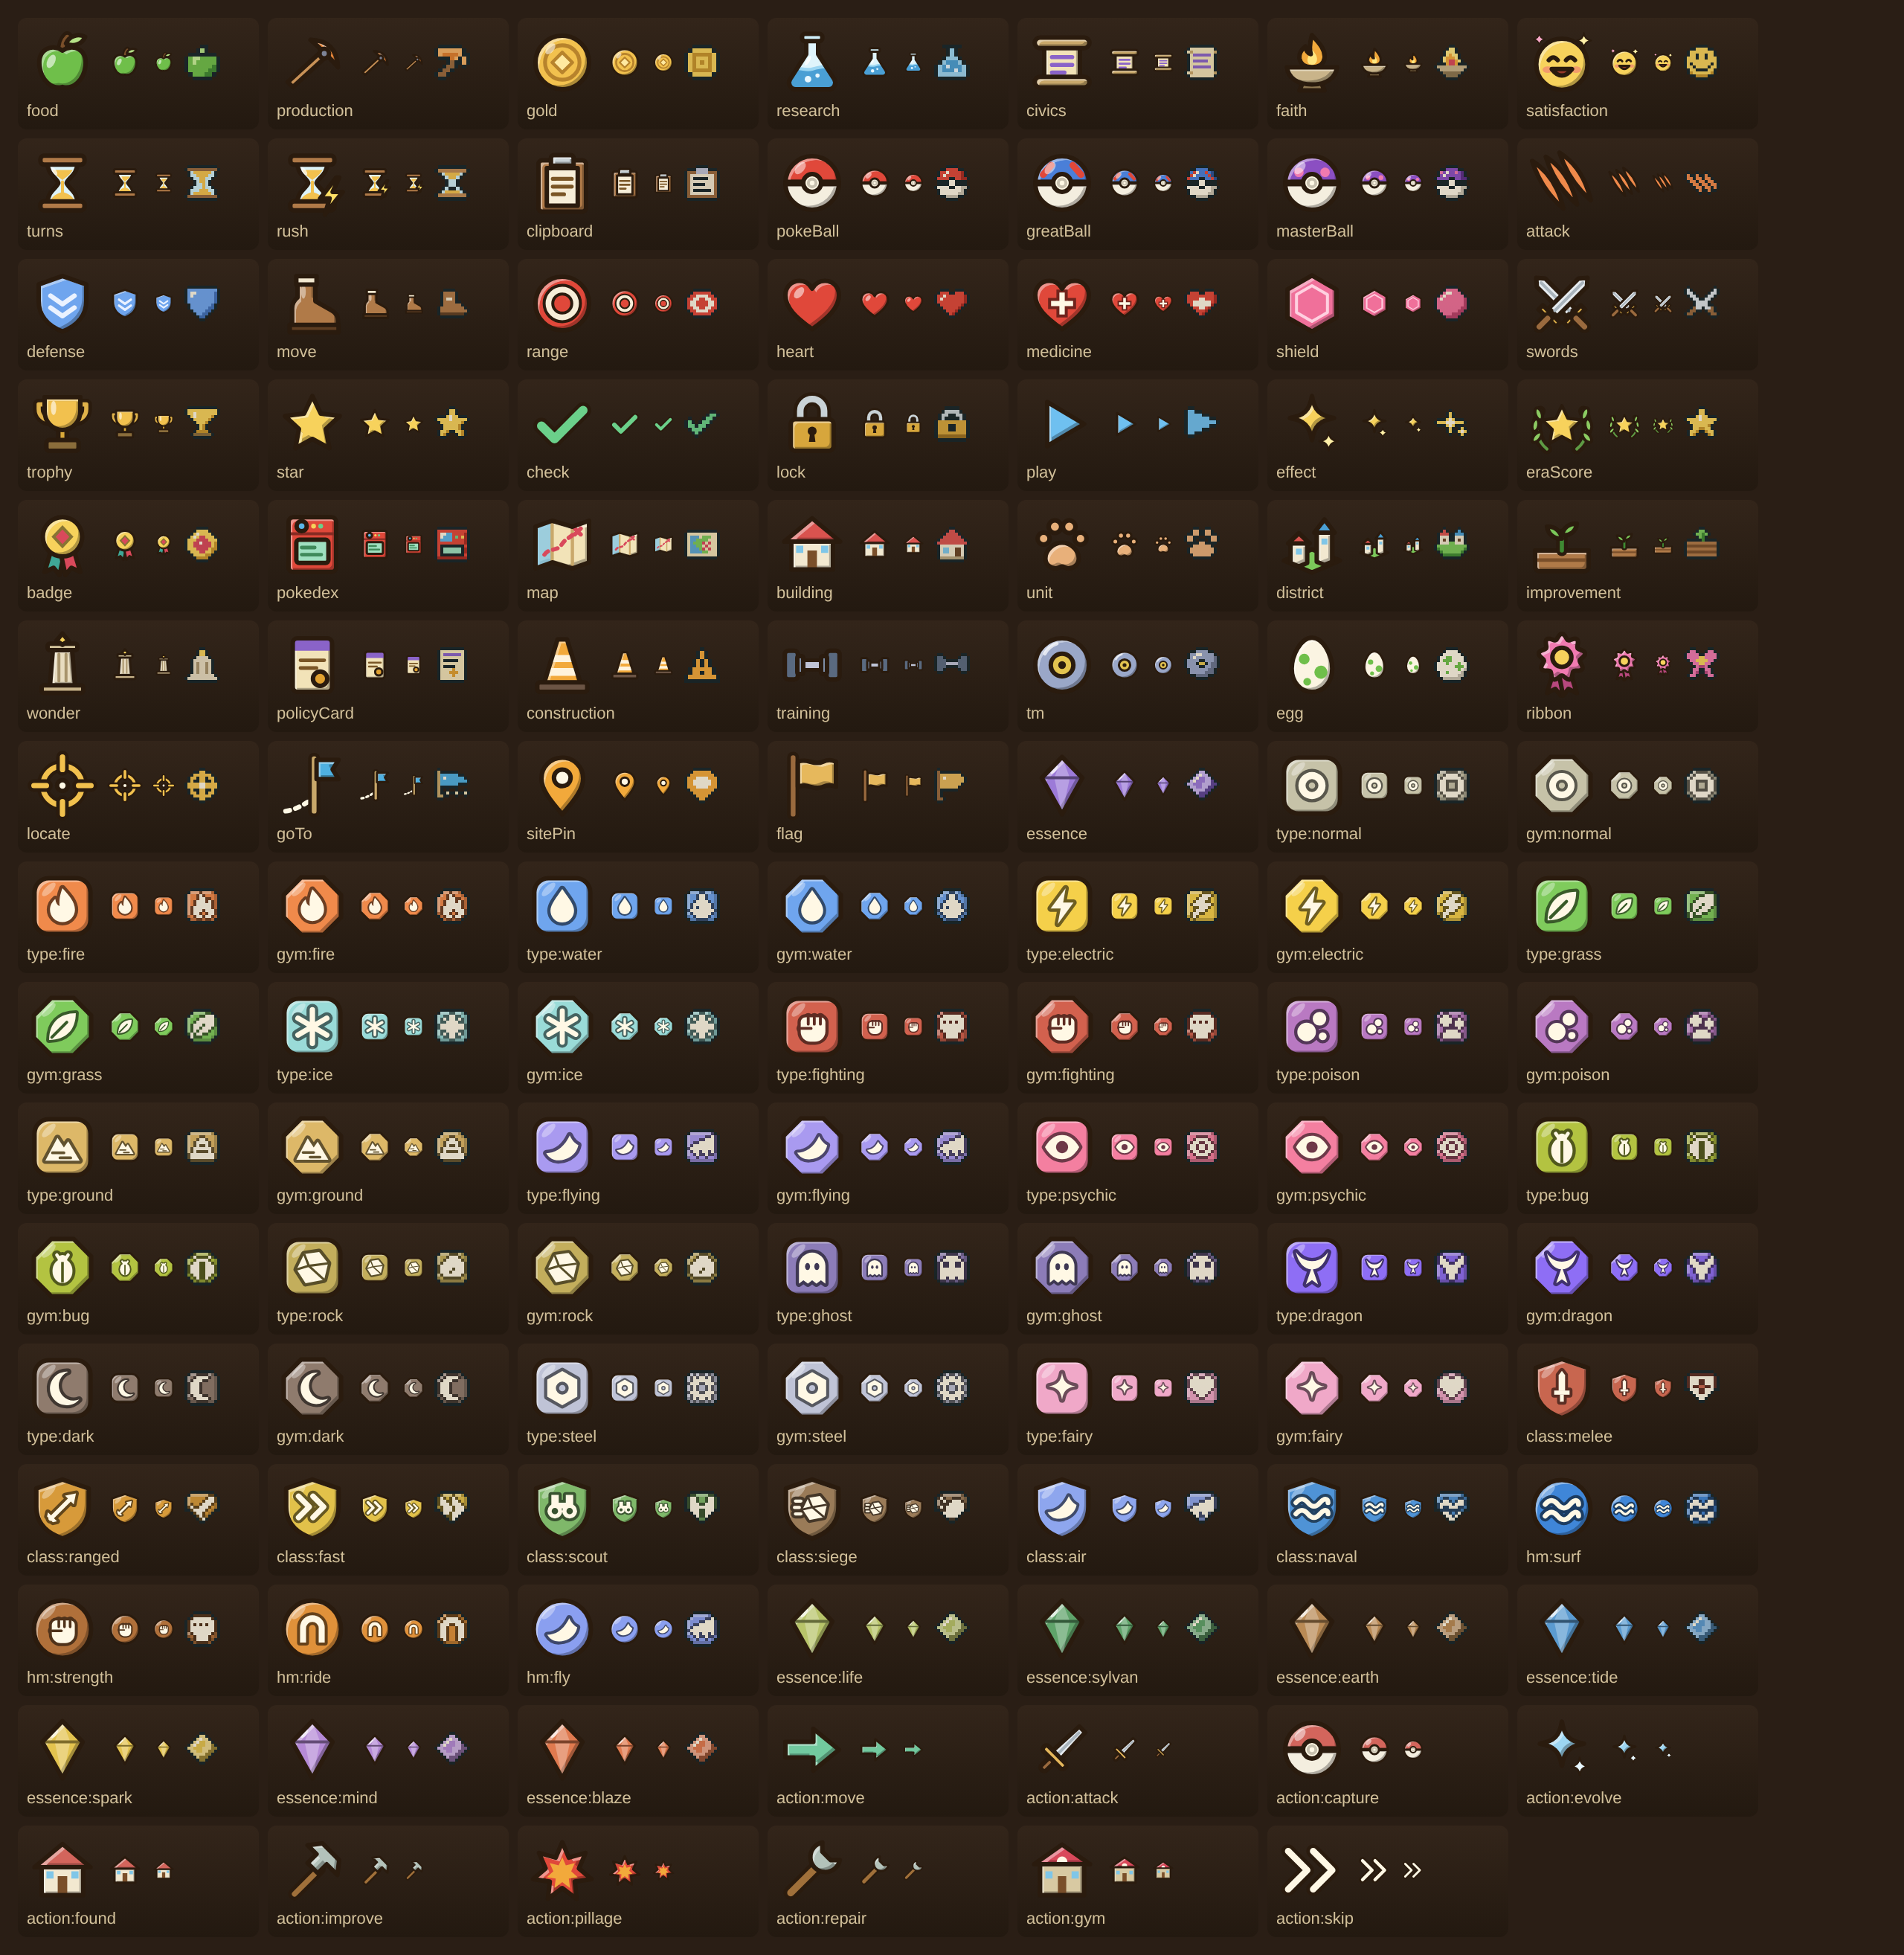 food production gold research civics faith satisfaction
turns rush clipboard pokeBall greatBall masterBall attack
defense move range heart medicine shield swords
trophy star check lock play effect eraScore
badge pokedex map building unit district improvement
wonder policyCard construction training tm egg ribbon
locate goTo sitePin flag essence type:normal gym:normal
type:fire gym:fire type:water gym:water type:electric gym:electric type:grass
gym:grass type:ice gym:ice type:fighting gym:fighting type:poison gym:poison
type:ground gym:ground type:flying gym:flying type:psychic gym:psychic type:bug
gym:bug type:rock gym:rock type:ghost gym:ghost type:dragon gym:dragon
type:dark gym:dark type:steel gym:steel type:fairy gym:fairy class:melee
class:ranged class:fast class:scout class:siege class:air class:naval hm:surf
hm:strength hm:ride hm:fly essence:life essence:sylvan essence:earth essence:tide
essence:spark essence:mind essence:blaze action:move action:attack action:capture action:evolve
action:found action:improve action:pillage action:repair action:gym action:skip